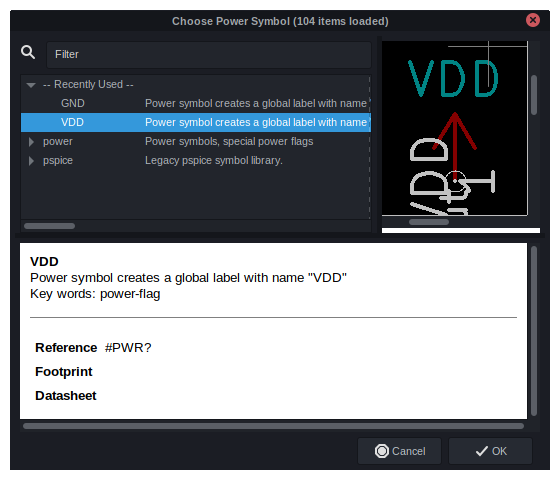 Choose Power Symbol (104 items loaded)
Filter
-- Recently Used --
GND Power symbol creates a global label with name
VDD Power symbol creates a global label with name
power Power symbols, special power flags
pspice Legacy pspice symbol library.
VDD
VDD
VDD
Power symbol creates a global label with name "VDD"
Key words: power-flag
Reference #PWR?
Footprint
Datasheet
Cancel
OK